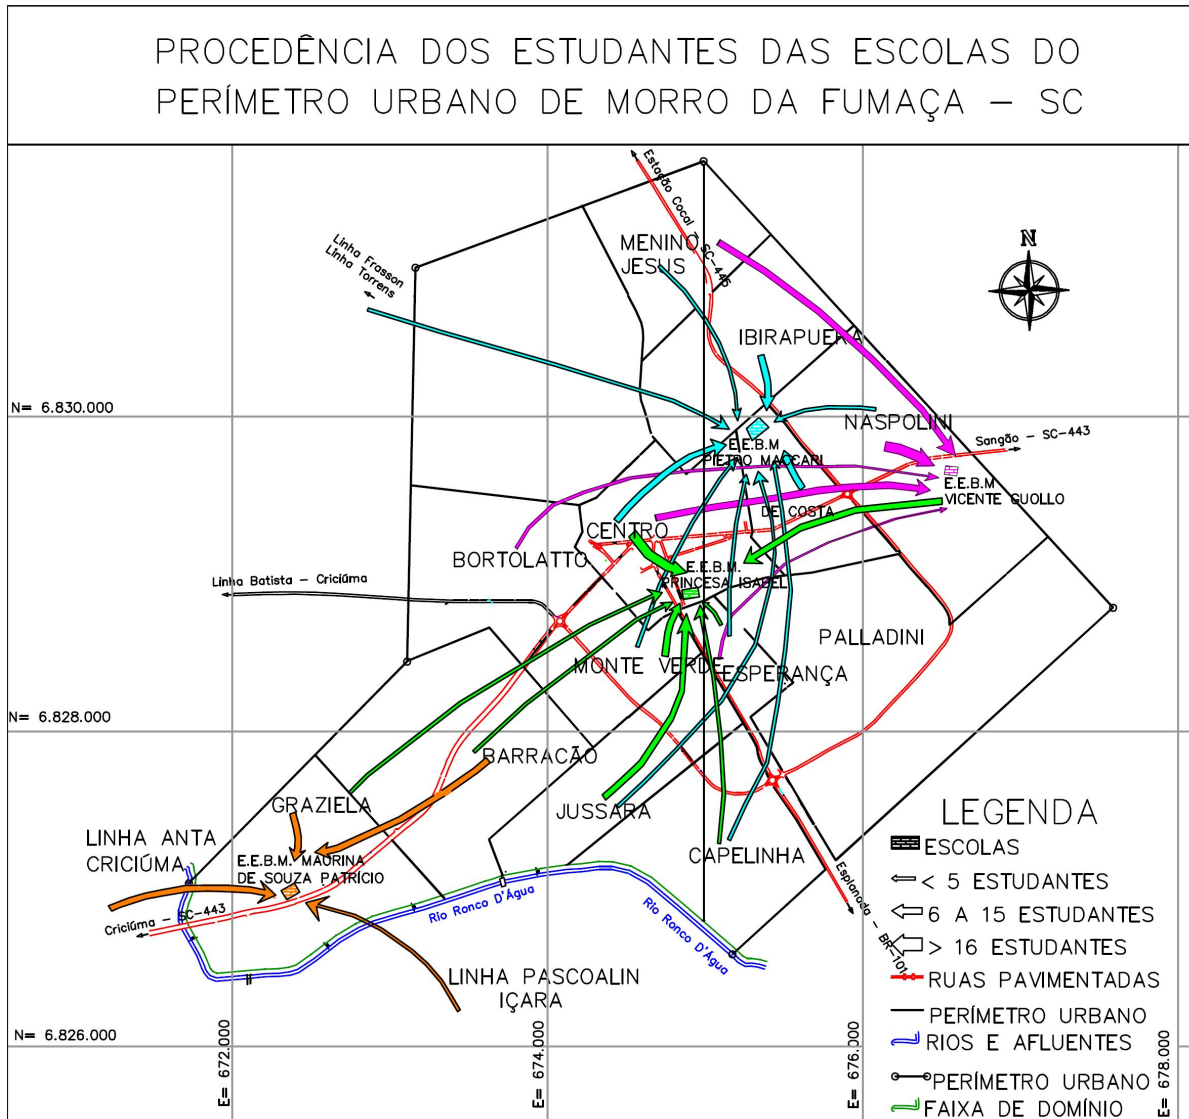 PROCEDÊNCIA DOS ESTUDANTES DAS ESCOLAS DO
PERÍMETRO URBANO DE MORRO DA FUMAÇA – SC
Estação Cocal – SC-445
Linha Frasson
Linha Torrens
MENINO
JESUS
N
IBIRAPUERA
N= 6.830.000
NASPOLINI
Sangão – SC-443
E.E.B.M
PIETRO MACCARI
E.E.B.M
VICENTE GUOLLO
DE COSTA
CENTRO
BORTOLATTO
E.E.B.M.
PRINCESA ISABEL
Linha Batista – Criciúma
PALLADINI
MONTE VERDE
ESPERANÇA
N= 6.828.000
BARRACÃO
GRAZIELA
JUSSARA
CAPELINHA
LINHA ANTA
CRICIÚMA
E.E.B.M. MAURINA
DE SOUZA PATRÍCIO
Criciúma – SC-443
Rio Ronco D'Água
Rio Ronco D'Água
Esplanada – BR-101
LINHA PASCOALIN
IÇARA
N= 6.826.000
E= 672.000
E= 674.000
E= 676.000
E= 678.000
LEGENDA
ESCOLAS
< 5 ESTUDANTES
6 A 15 ESTUDANTES
> 16 ESTUDANTES
RUAS PAVIMENTADAS
PERÍMETRO URBANO
RIOS E AFLUENTES
PERÍMETRO URBANO
FAIXA DE DOMÍNIO